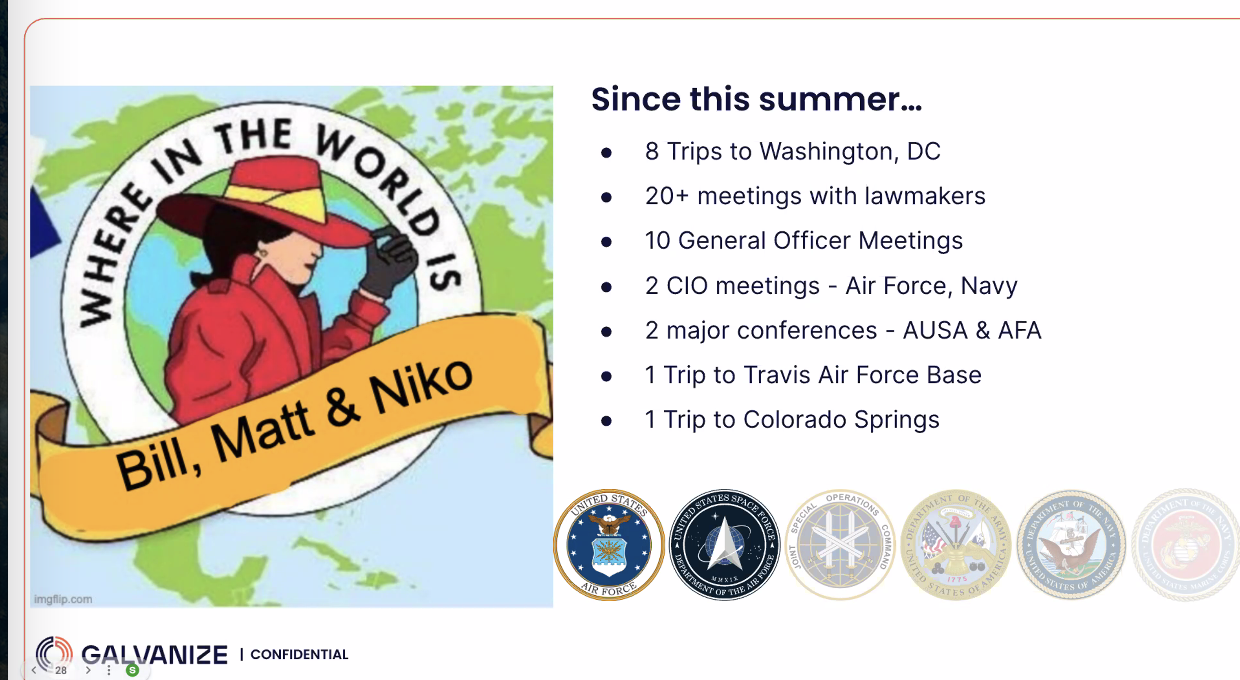 WHERE IN THE WORLD IS
Bill, Matt & Niko
imgflip.com
Since this summer...
● 8 Trips to Washington, DC
● 20+ meetings with lawmakers
● 10 General Officer Meetings
● 2 CIO meetings - Air Force, Navy
● 2 major conferences - AUSA & AFA
● 1 Trip to Travis Air Force Base
● 1 Trip to Colorado Springs
UNITED STATES
AIR FORCE
UNITED STATES SPACE FORCE
MMXIX
DEPARTMENT OF THE AIR FORCE
JOINT SPECIAL OPERATIONS COMMAND
DEPARTMENT OF THE ARMY
1775
UNITED STATES OF AMERICA
DEPARTMENT OF THE NAVY
UNITED STATES OF AMERICA
DEPARTMENT OF THE NAVY
UNITED STATES MARINE CORPS
GALVANIZE | CONFIDENTIAL
28
S